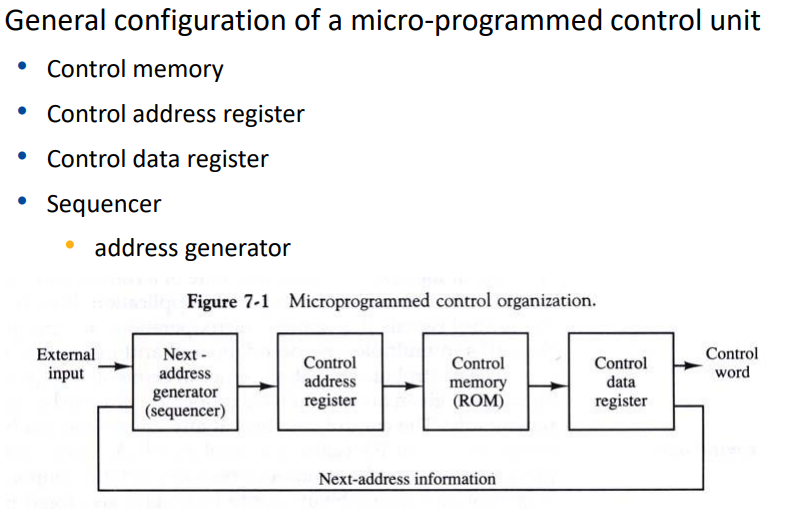 General configuration of a micro-programmed control unit
• Control memory
• Control address register
• Control data register
• Sequencer
• address generator
Figure 7-1 Microprogrammed control organization.
External
input
Next -
address
generator
(sequencer)
Control
address
register
Control
memory
(ROM)
Control
data
register
Control
word
Next-address information